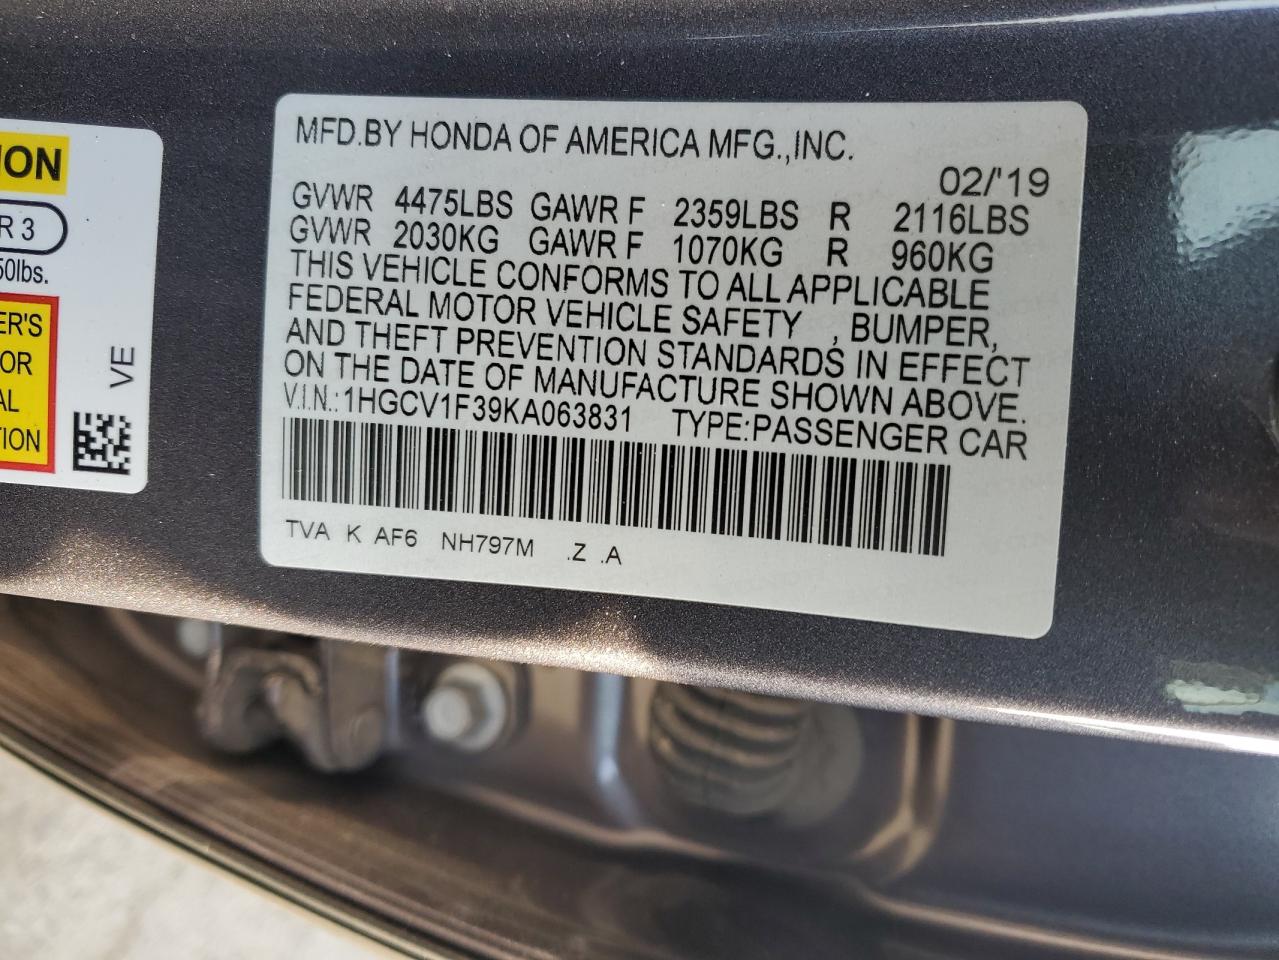 ION
R 3
50lbs.
ER'S
OR
AL
TION
VE
MFD.BY HONDA OF AMERICA MFG.,INC.
02/'19
GVWR 4475LBS GAWR F 2359LBS R 2116LBS
GVWR 2030KG GAWR F 1070KG R 960KG
THIS VEHICLE CONFORMS TO ALL APPLICABLE
FEDERAL MOTOR VEHICLE SAFETY , BUMPER,
AND THEFT PREVENTION STANDARDS IN EFFECT
ON THE DATE OF MANUFACTURE SHOWN ABOVE.
V.I.N.:1HGCV1F39KA063831 TYPE:PASSENGER CAR
TVA K AF6 NH797M .Z .A